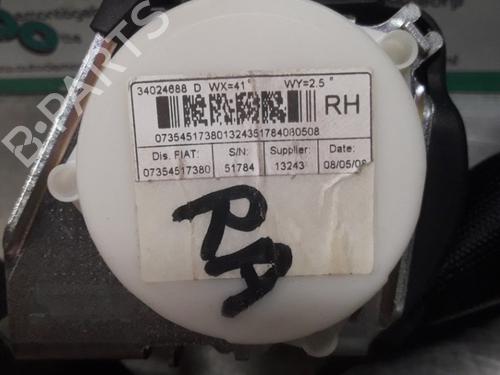 34024688 D WX=41° WY=2.5°
RH
073545173801324351784080508
Dis. FIAT: S/N: Supplier: Date:
07354517380 51784 13243 08/05/08
RA
B-PARTS